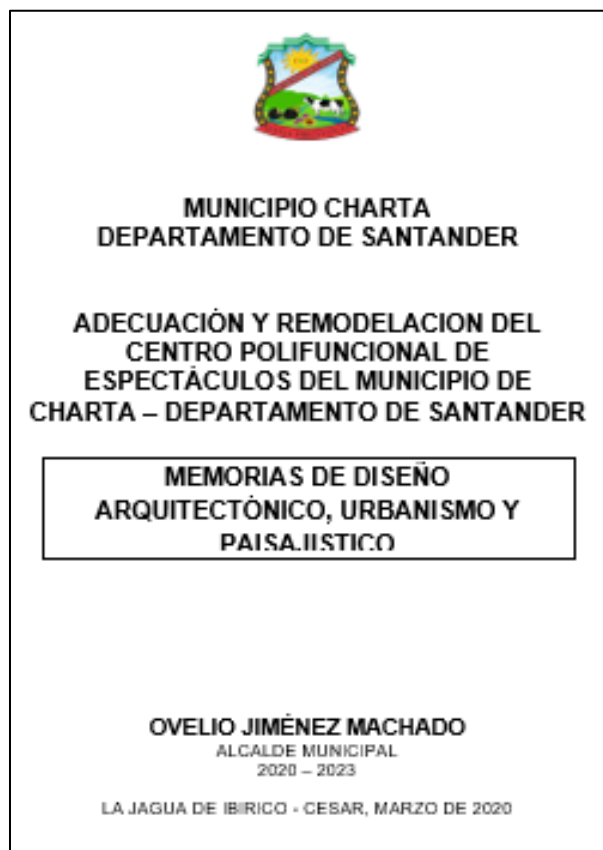 MUNICIPIO CHARTA
DEPARTAMENTO DE SANTANDER
ADECUACIÓN Y REMODELACION DEL
CENTRO POLIFUNCIONAL DE
ESPECTÁCULOS DEL MUNICIPIO DE
CHARTA – DEPARTAMENTO DE SANTANDER
MEMORIAS DE DISEÑO
ARQUITECTÓNICO, URBANISMO Y
PAISAJISTICO
OVELIO JIMÉNEZ MACHADO
ALCALDE MUNICIPAL
2020 – 2023
LA JAGUA DE IBIRICO - CESAR, MARZO DE 2020